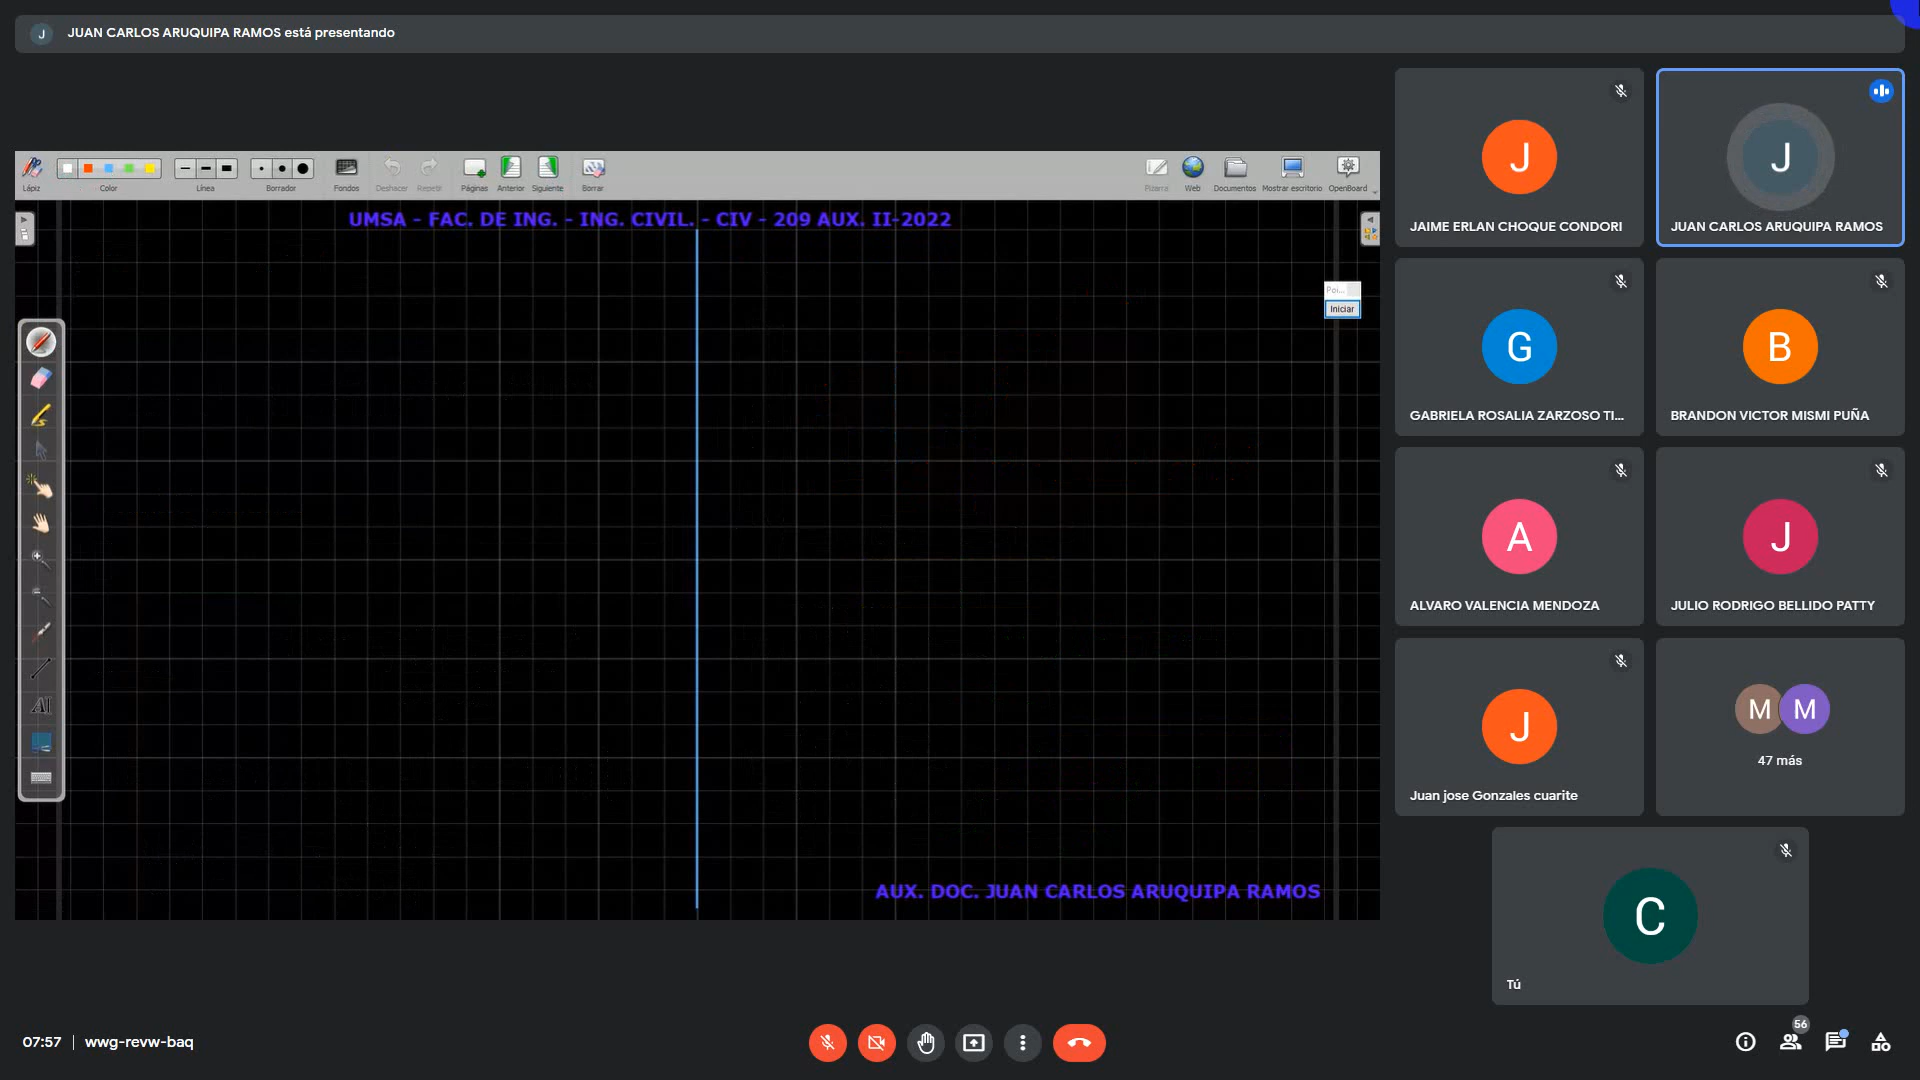 J JUAN CARLOS ARUQUIPA RAMOS está presentando
Lápiz Color Línea Borrador Fondos Deshacer Repetir Páginas Anterior Siguiente Borrar Pizarra Web Documentos Mostrar escritorio OpenBoard
UMSA - FAC. DE ING. - ING. CIVIL. - CIV - 209 AUX. II-2022
Poi...
Iniciar
AI
AUX. DOC. JUAN CARLOS ARUQUIPA RAMOS
J
JAIME ERLAN CHOQUE CONDORI
J
JUAN CARLOS ARUQUIPA RAMOS
G
GABRIELA ROSALIA ZARZOSO TI...
B
BRANDON VICTOR MISMI PUÑA
A
ALVARO VALENCIA MENDOZA
J
JULIO RODRIGO BELLIDO PATTY
J
Juan jose Gonzales cuarite
M M
47 más
C
Tú
07:57 wwg-revw-baq
56